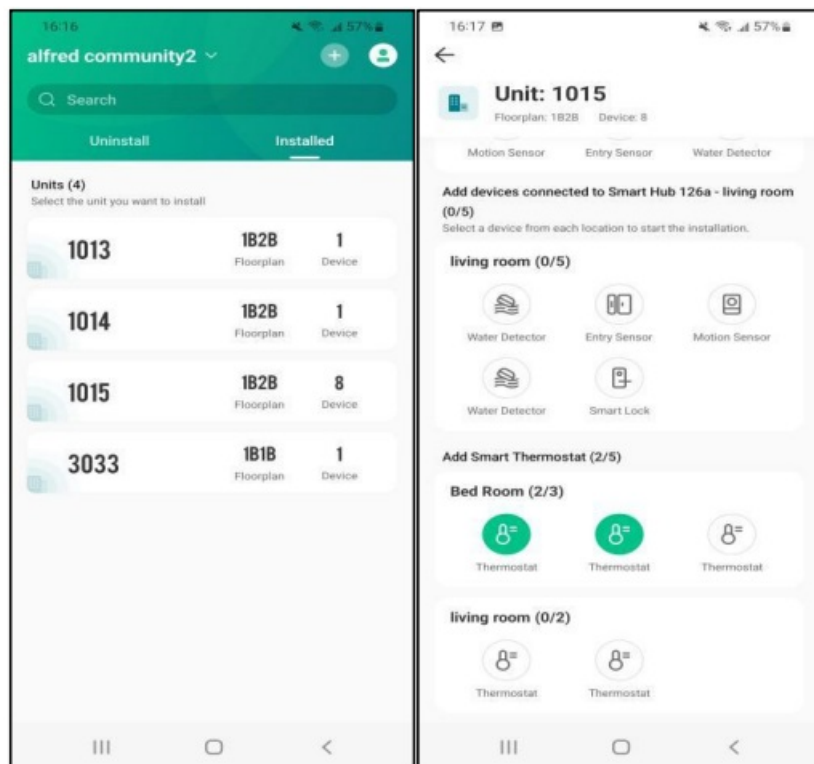 16:16
57%
alfred community2
Search
Uninstall Installed
Units (4)
Select the unit you want to install
1013 1B2B 1
Floorplan Device
1014 1B2B 1
Floorplan Device
1015 1B2B 8
Floorplan Device
3033 1B1B 1
Floorplan Device
16:17
57%
Unit: 1015
Floorplan: 1B2B Device: 8
Motion Sensor Entry Sensor Water Detector
Add devices connected to Smart Hub 126a - living room
(0/5)
Select a device from each location to start the installation.
living room (0/5)
Water Detector Entry Sensor Motion Sensor
Water Detector Smart Lock
Add Smart Thermostat (2/5)
Bed Room (2/3)
Thermostat Thermostat Thermostat
living room (0/2)
Thermostat Thermostat